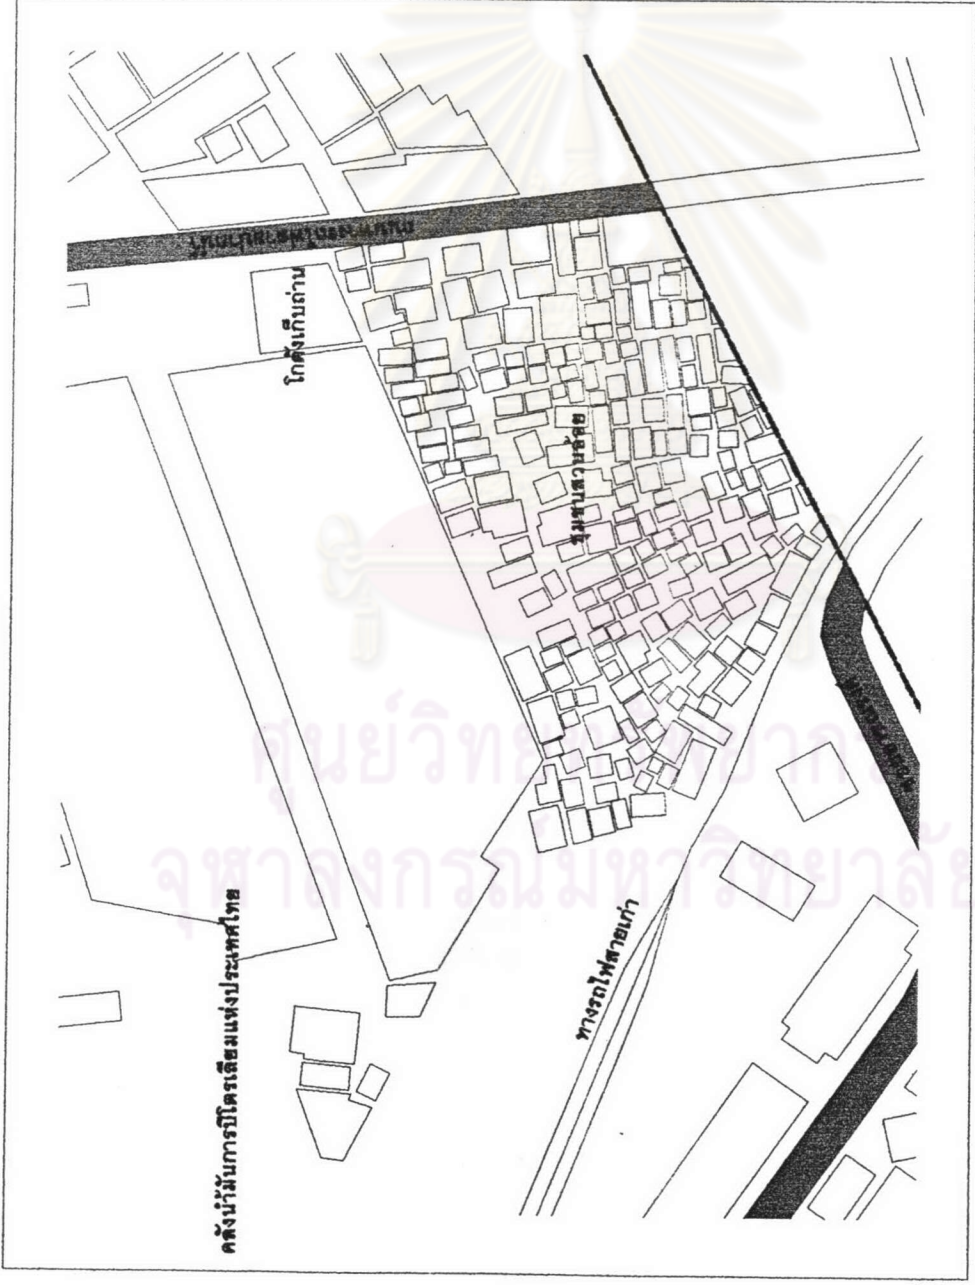 คลังน้ำมันการปิโตรเลียมแห่งประเทศไทย
โกดังเก็บถ่าน
ชุมชนสวนอ้อย
ทางรถไฟสายเก่า
ศูนย์วิทยทรัพยากร
จุฬาลงกรณ์มหาวิทยาลัย